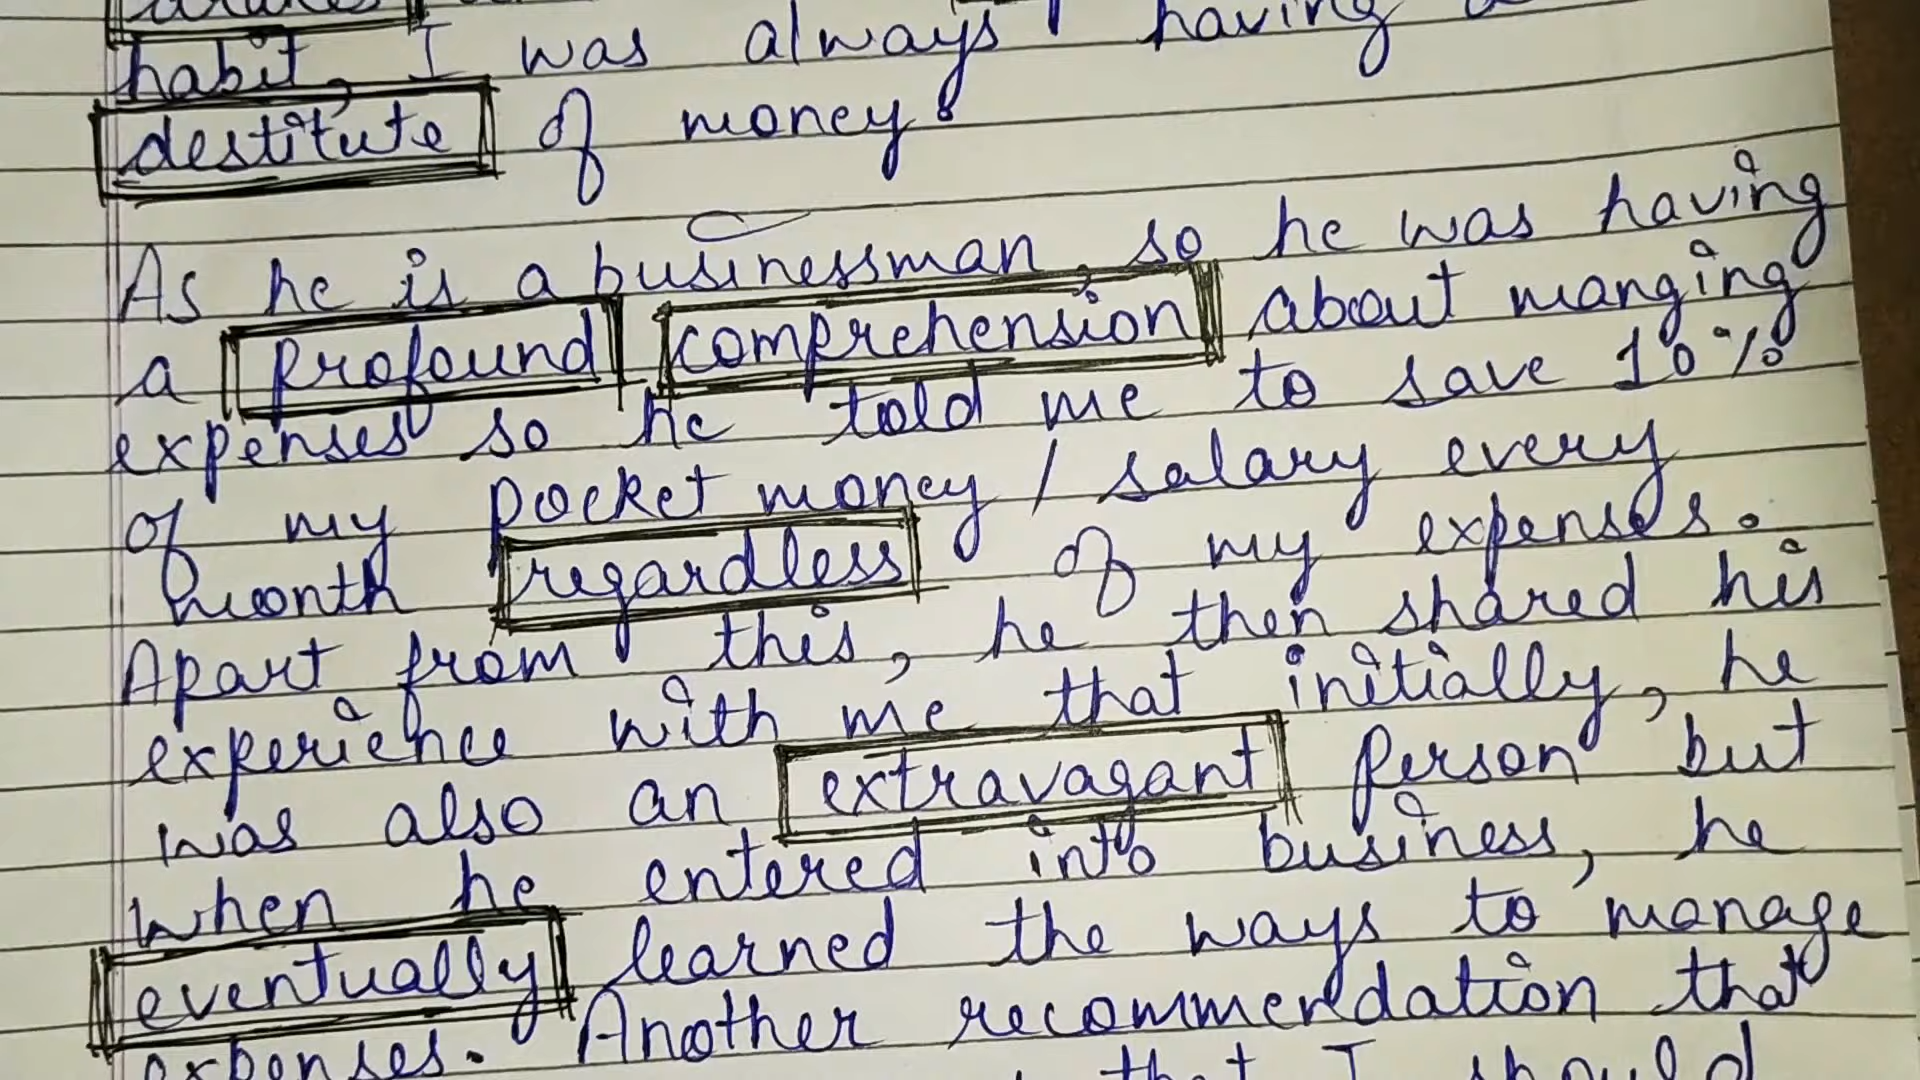 habit, I was always having a
destitute of money.
As he is a businessman, so he was having
a profound comprehension about manging
expenses so he told me to save 10%
of my pocket money / salary every
month regardless of my expenses.
Apart from this, he then shared his
experience with me that initially, he
was also an extravagant person but
when he entered into business, he
eventually learned the ways to manage
expenses. Another recommendation that
that I should